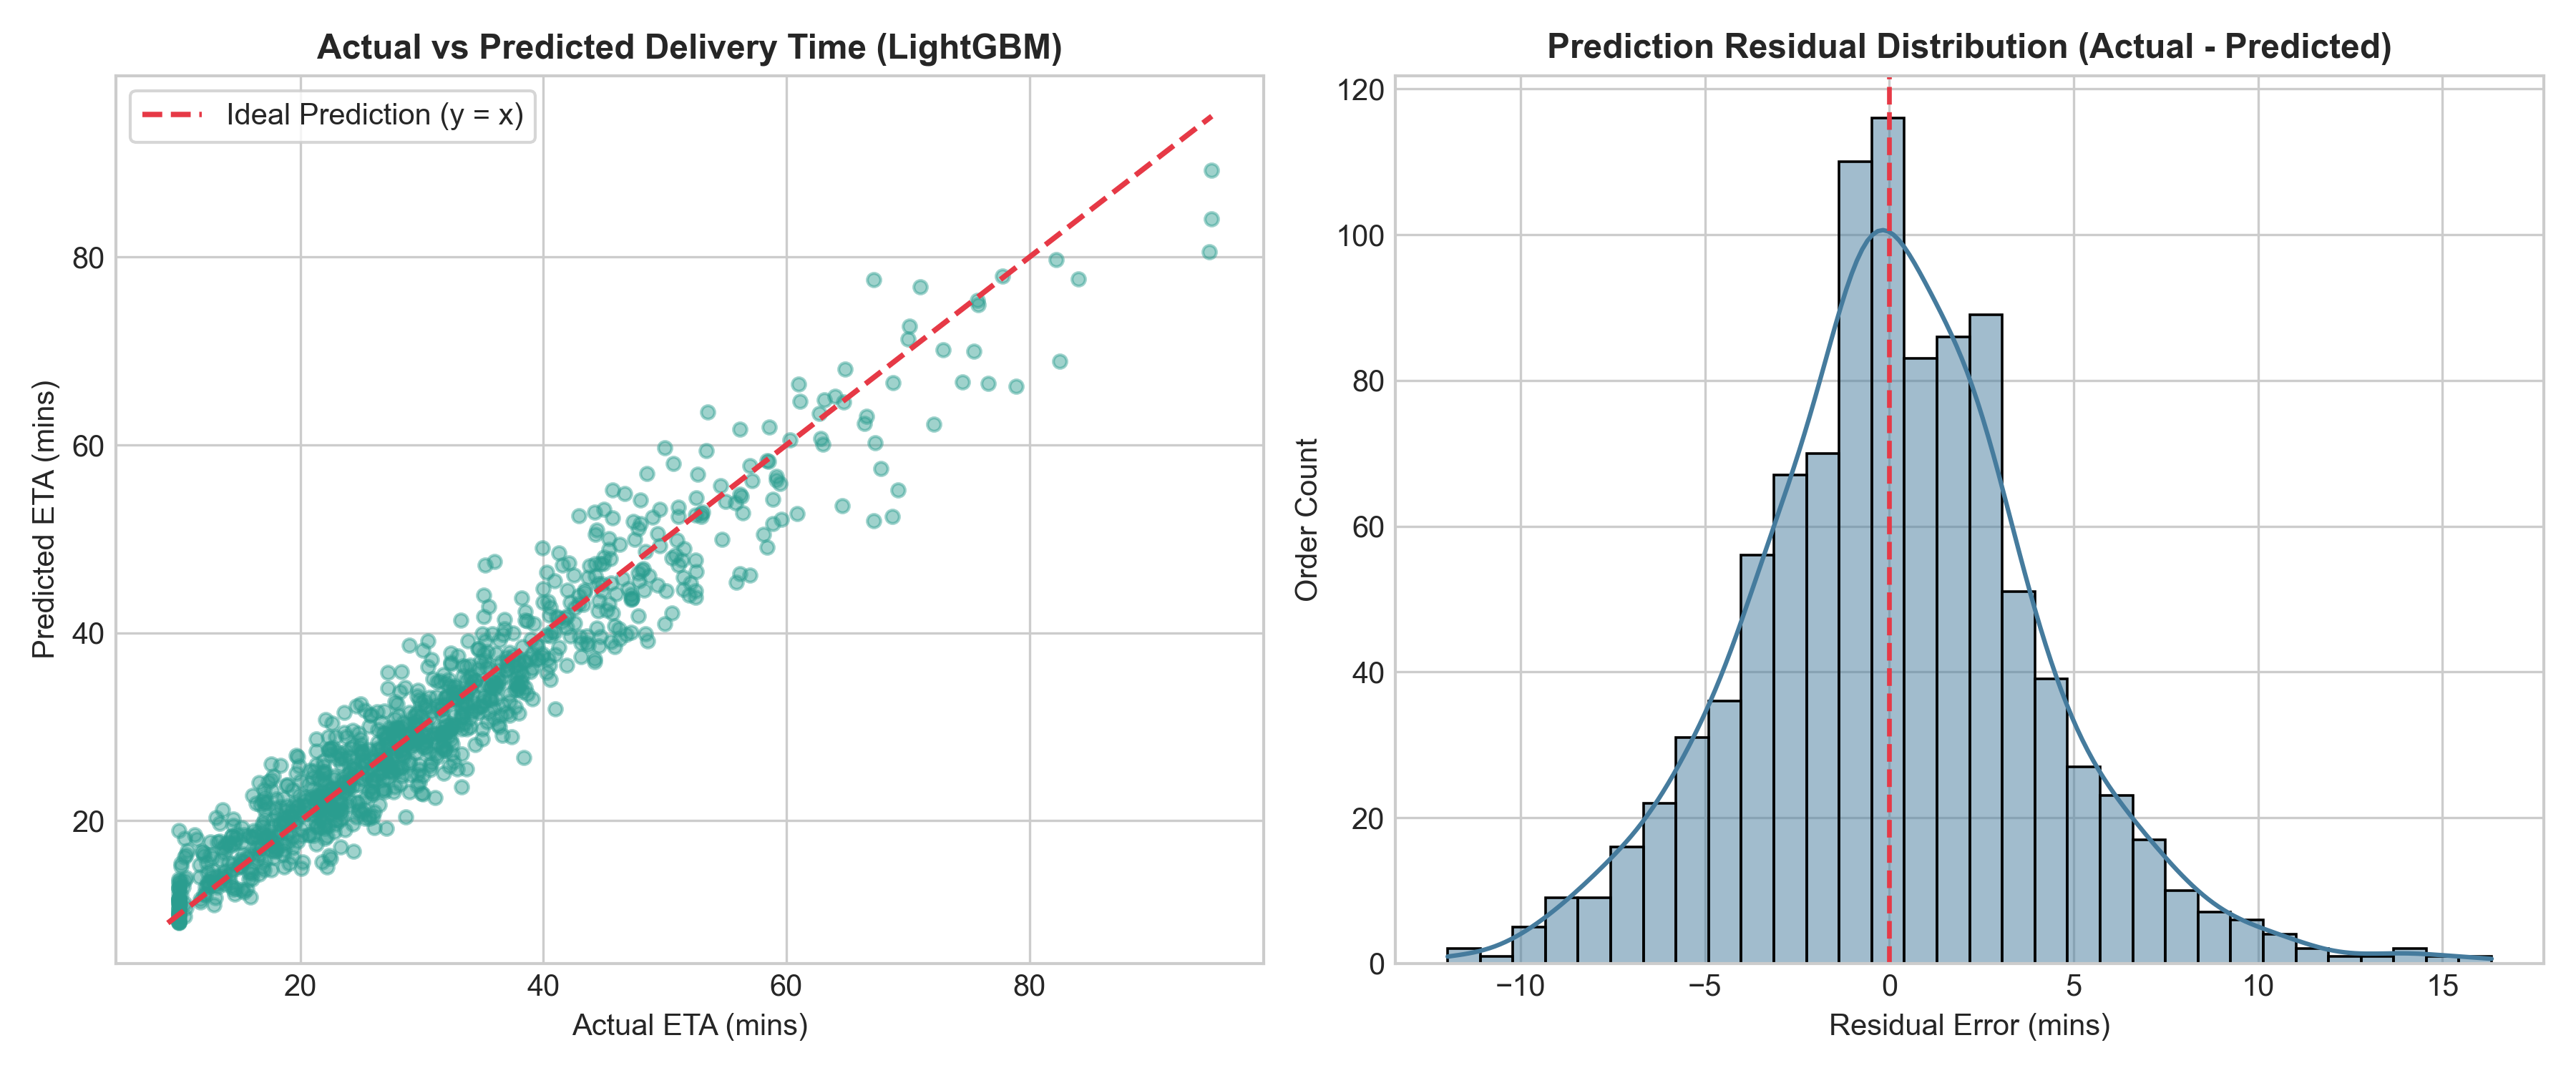 Actual vs Predicted Delivery Time (LightGBM)
Ideal Prediction (y = x)
Predicted ETA (mins)
80
60
40
20
20 40 60 80
Actual ETA (mins)
Prediction Residual Distribution (Actual - Predicted)
Order Count
120
100
80
60
40
20
0
−10 −5 0 5 10 15
Residual Error (mins)